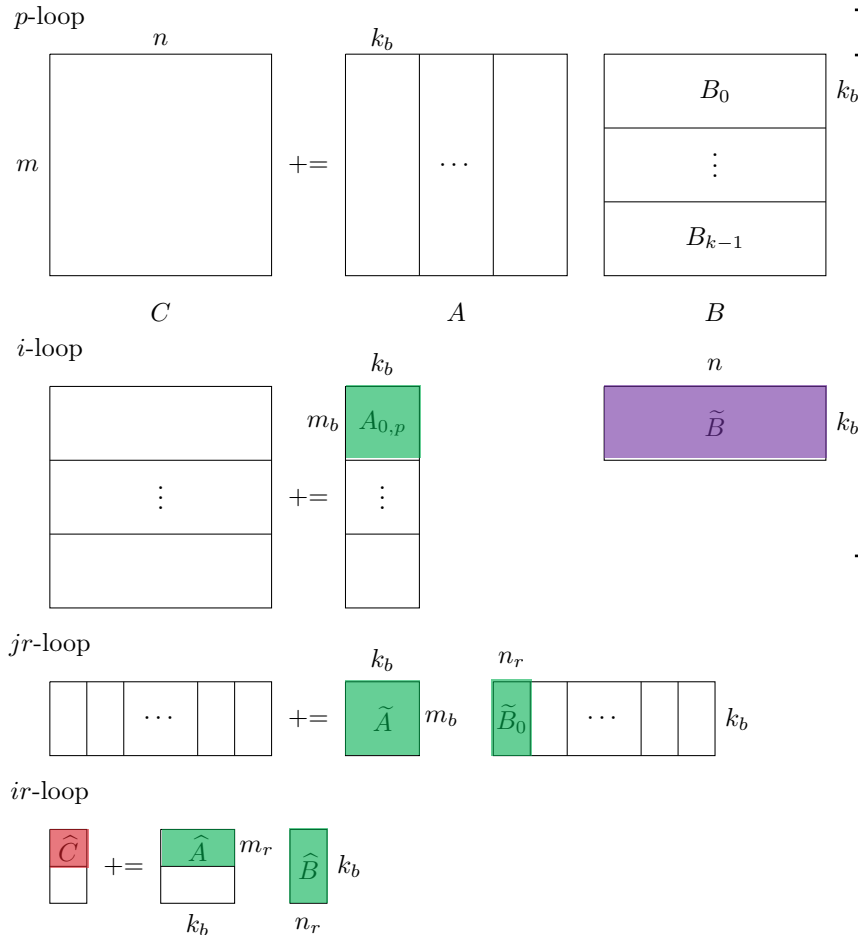 p-loop
n k_b
m += ⋯ B_0 k_b
⋮
B_{k−1}
C A B
i-loop
k_b n
m_b A_{0,p} B̃ k_b
⋮ += ⋮
jr-loop
k_b n_r
⋯ += Ã m_b B̃_0 ⋯ k_b
ir-loop
Ĉ += Â m_r B̂ k_b
k_b n_r